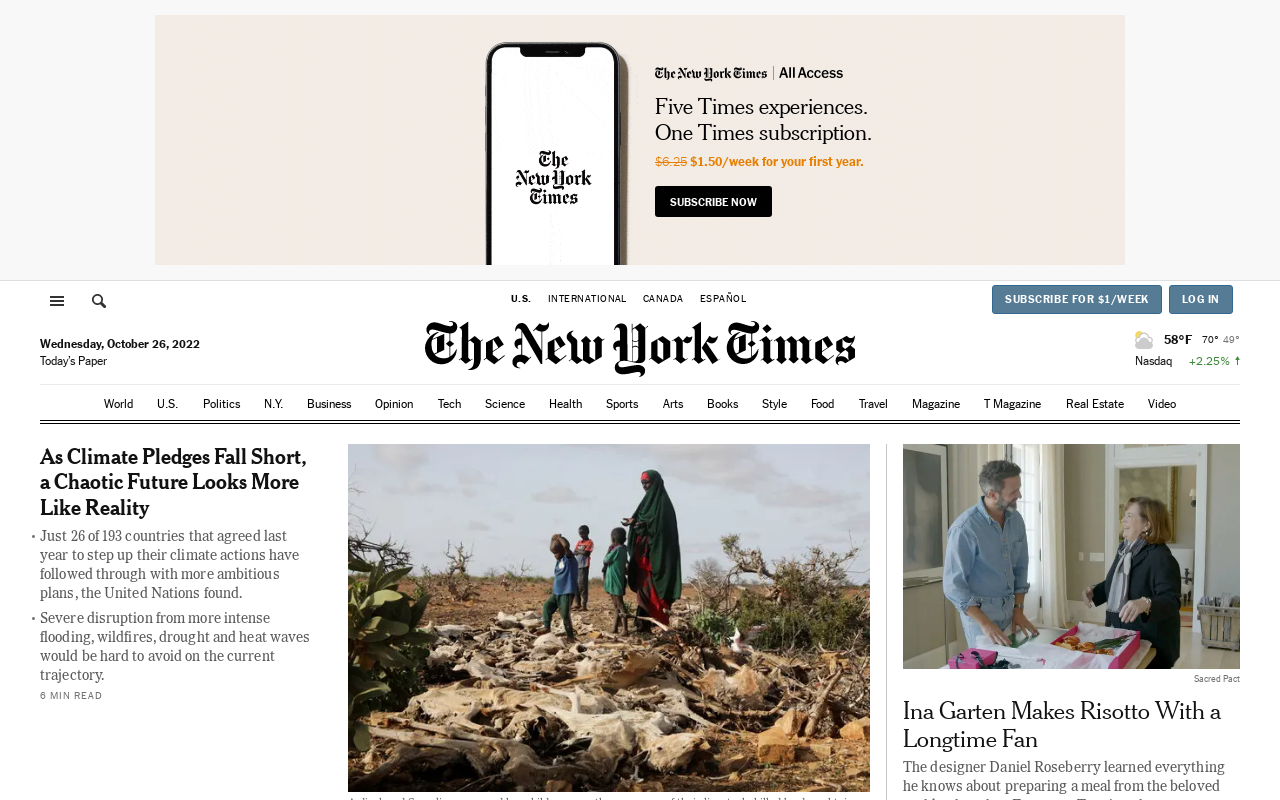 The New York Times | All Access
Five Times experiences.
One Times subscription.
$6.25 $1.50/week for your first year.
SUBSCRIBE NOW
The
New York
Times
U.S. INTERNATIONAL CANADA ESPAÑOL
SUBSCRIBE FOR $1/WEEK LOG IN
Wednesday, October 26, 2022
Today's Paper
The New York Times
58°F 70° 49°
Nasdaq +2.25% ↑
World U.S. Politics N.Y. Business Opinion Tech Science Health Sports Arts Books Style Food Travel Magazine T Magazine Real Estate Video
As Climate Pledges Fall Short,
a Chaotic Future Looks More
Like Reality
• Just 26 of 193 countries that agreed last
year to step up their climate actions have
followed through with more ambitious
plans, the United Nations found.
• Severe disruption from more intense
flooding, wildfires, drought and heat waves
would be hard to avoid on the current
trajectory.
6 MIN READ
Sacred Pact
Ina Garten Makes Risotto With a
Longtime Fan
The designer Daniel Roseberry learned everything
he knows about preparing a meal from the beloved